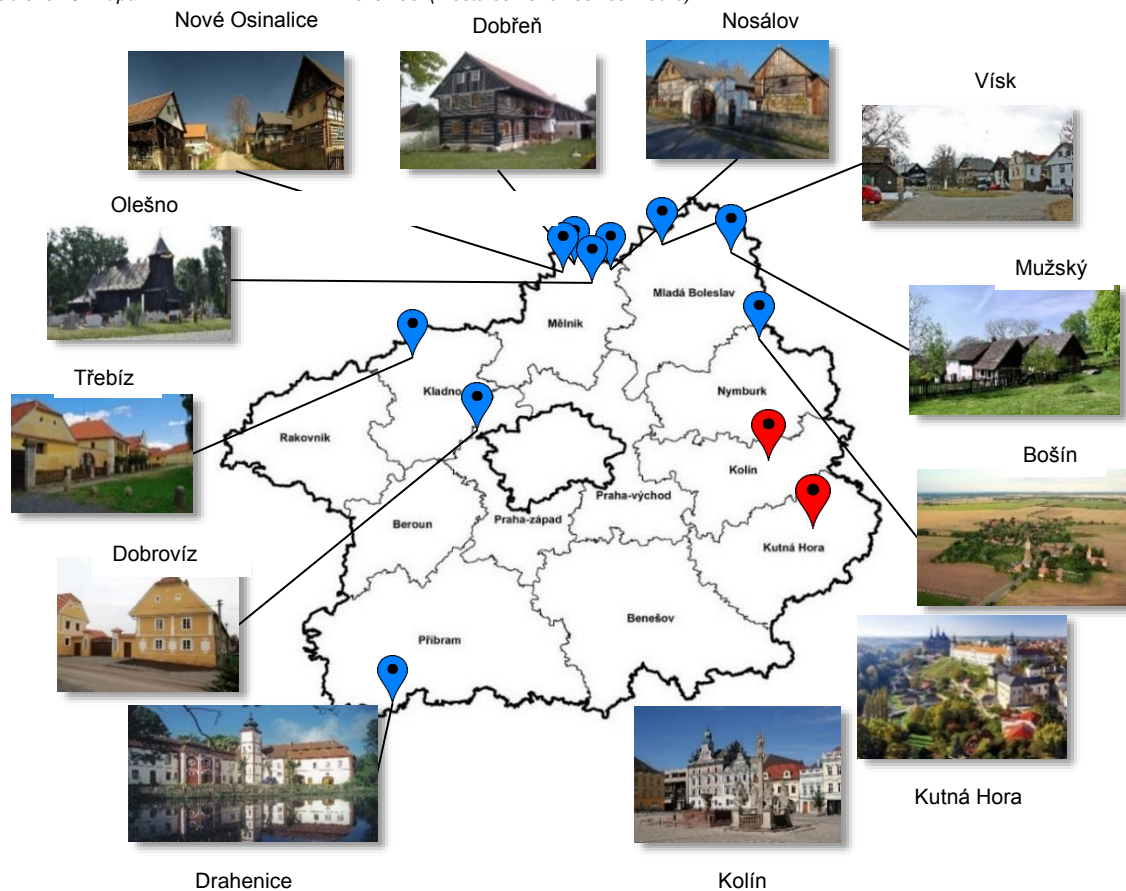 Nové Osinalice
Dobřeň
Nosálov
Vísk
Olešno
Mužský
Mladá Boleslav
Mělník
Třebíz
Kladno
Nymburk
Rakovník
Kolín
Bošín
Praha-východ
Beroun
Praha-západ
Kutná Hora
Dobrovíz
Benešov
Příbram
Kutná Hora
Drahenice
Kolín